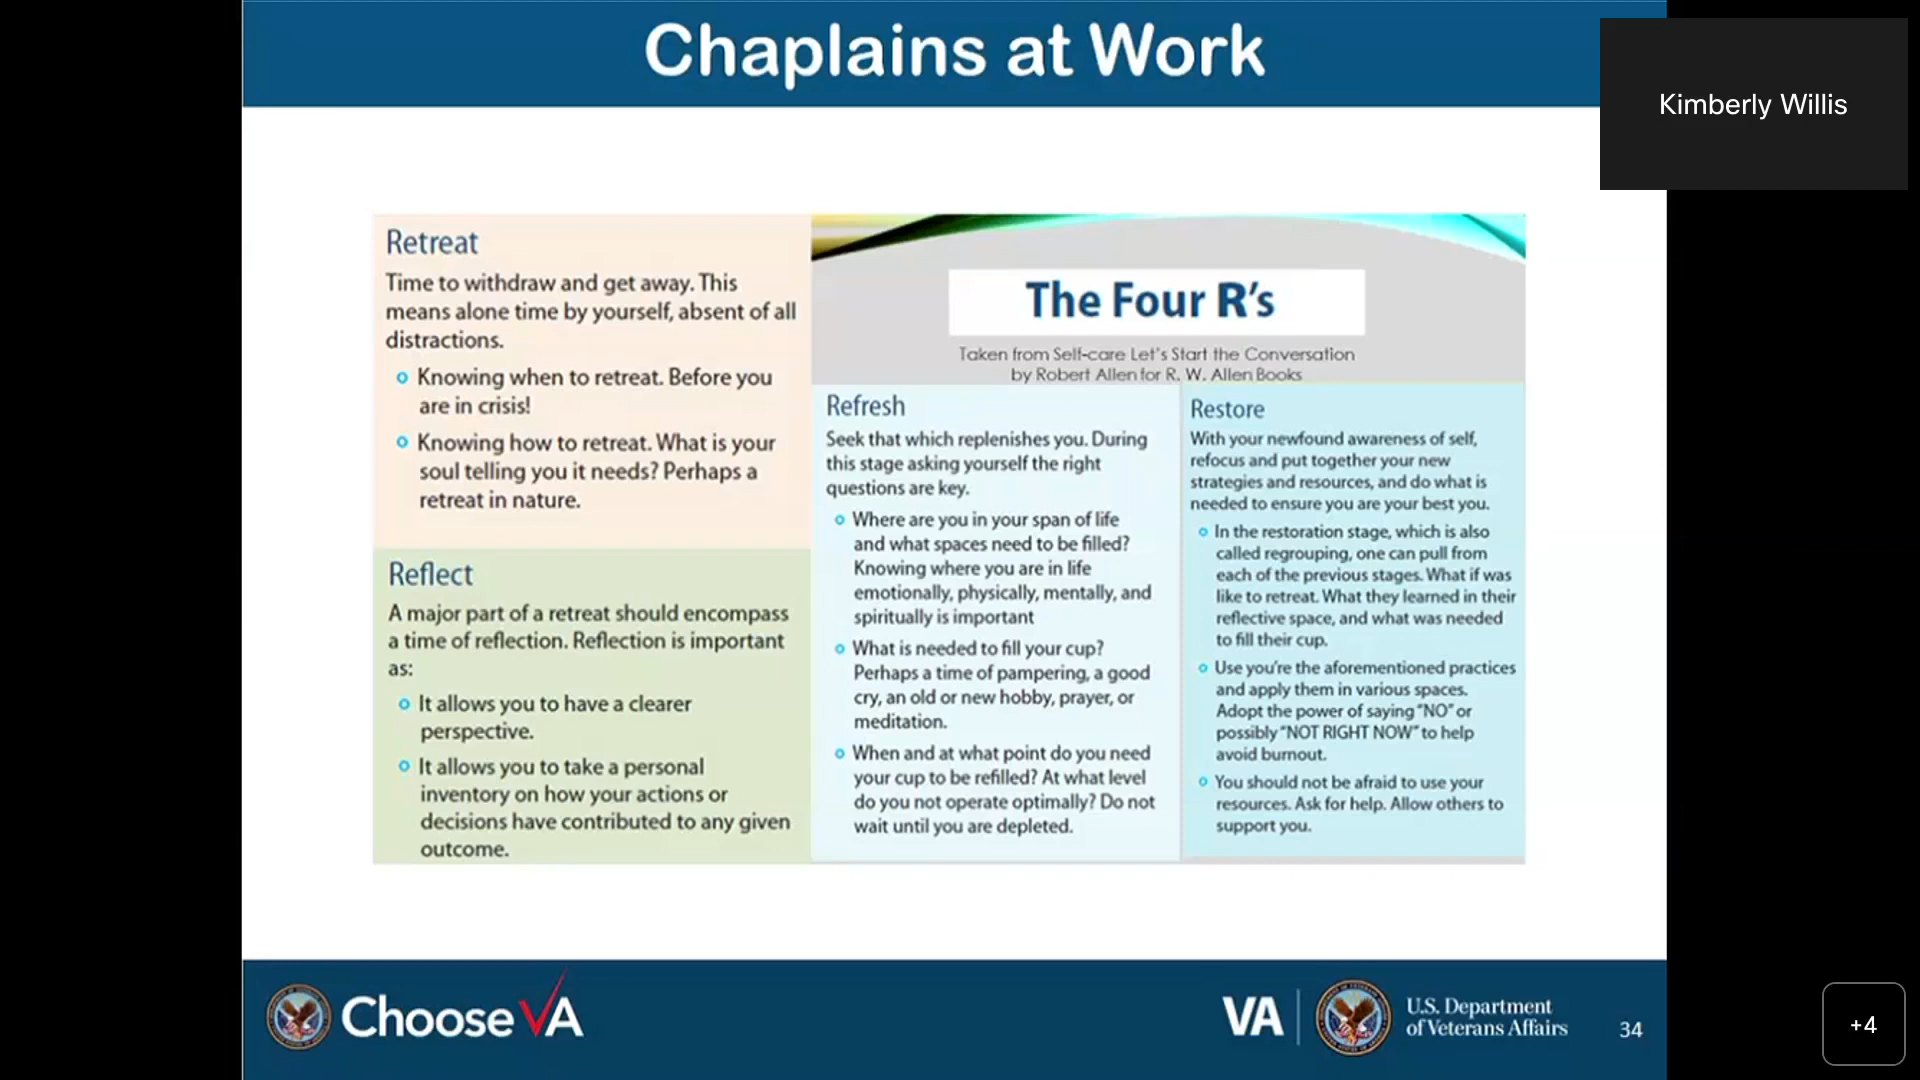 Chaplains at Work
Kimberly Willis
Retreat
Time to withdraw and get away. This
means alone time by yourself, absent of all
distractions.
Knowing when to retreat. Before you
are in crisis!
Knowing how to retreat. What is your
soul telling you it needs? Perhaps a
retreat in nature.
Reflect
A major part of a retreat should encompass
a time of reflection. Reflection is important
as:
It allows you to have a clearer
perspective.
It allows you to take a personal
inventory on how your actions or
decisions have contributed to any given
outcome.
The Four R's
Taken from Self-care Let's Start the Conversation
by Robert Allen for R. W. Allen Books
Refresh
Seek that which replenishes you. During
this stage asking yourself the right
questions are key.
Where are you in your span of life
and what spaces need to be filled?
Knowing where you are in life
emotionally, physically, mentally, and
spiritually is important
What is needed to fill your cup?
Perhaps a time of pampering, a good
cry, an old or new hobby, prayer, or
meditation.
When and at what point do you need
your cup to be refilled? At what level
do you not operate optimally? Do not
wait until you are depleted.
Restore
With your newfound awareness of self,
refocus and put together your new
strategies and resources, and do what is
needed to ensure you are your best you.
In the restoration stage, which is also
called regrouping, one can pull from
each of the previous stages. What if was
like to retreat. What they learned in their
reflective space, and what was needed
to fill their cup.
Use you're the aforementioned practices
and apply them in various spaces.
Adopt the power of saying "NO" or
possibly "NOT RIGHT NOW" to help
avoid burnout.
You should not be afraid to use your
resources. Ask for help. Allow others to
support you.
Choose VA
VA
U.S. Department
of Veterans Affairs
34
+4